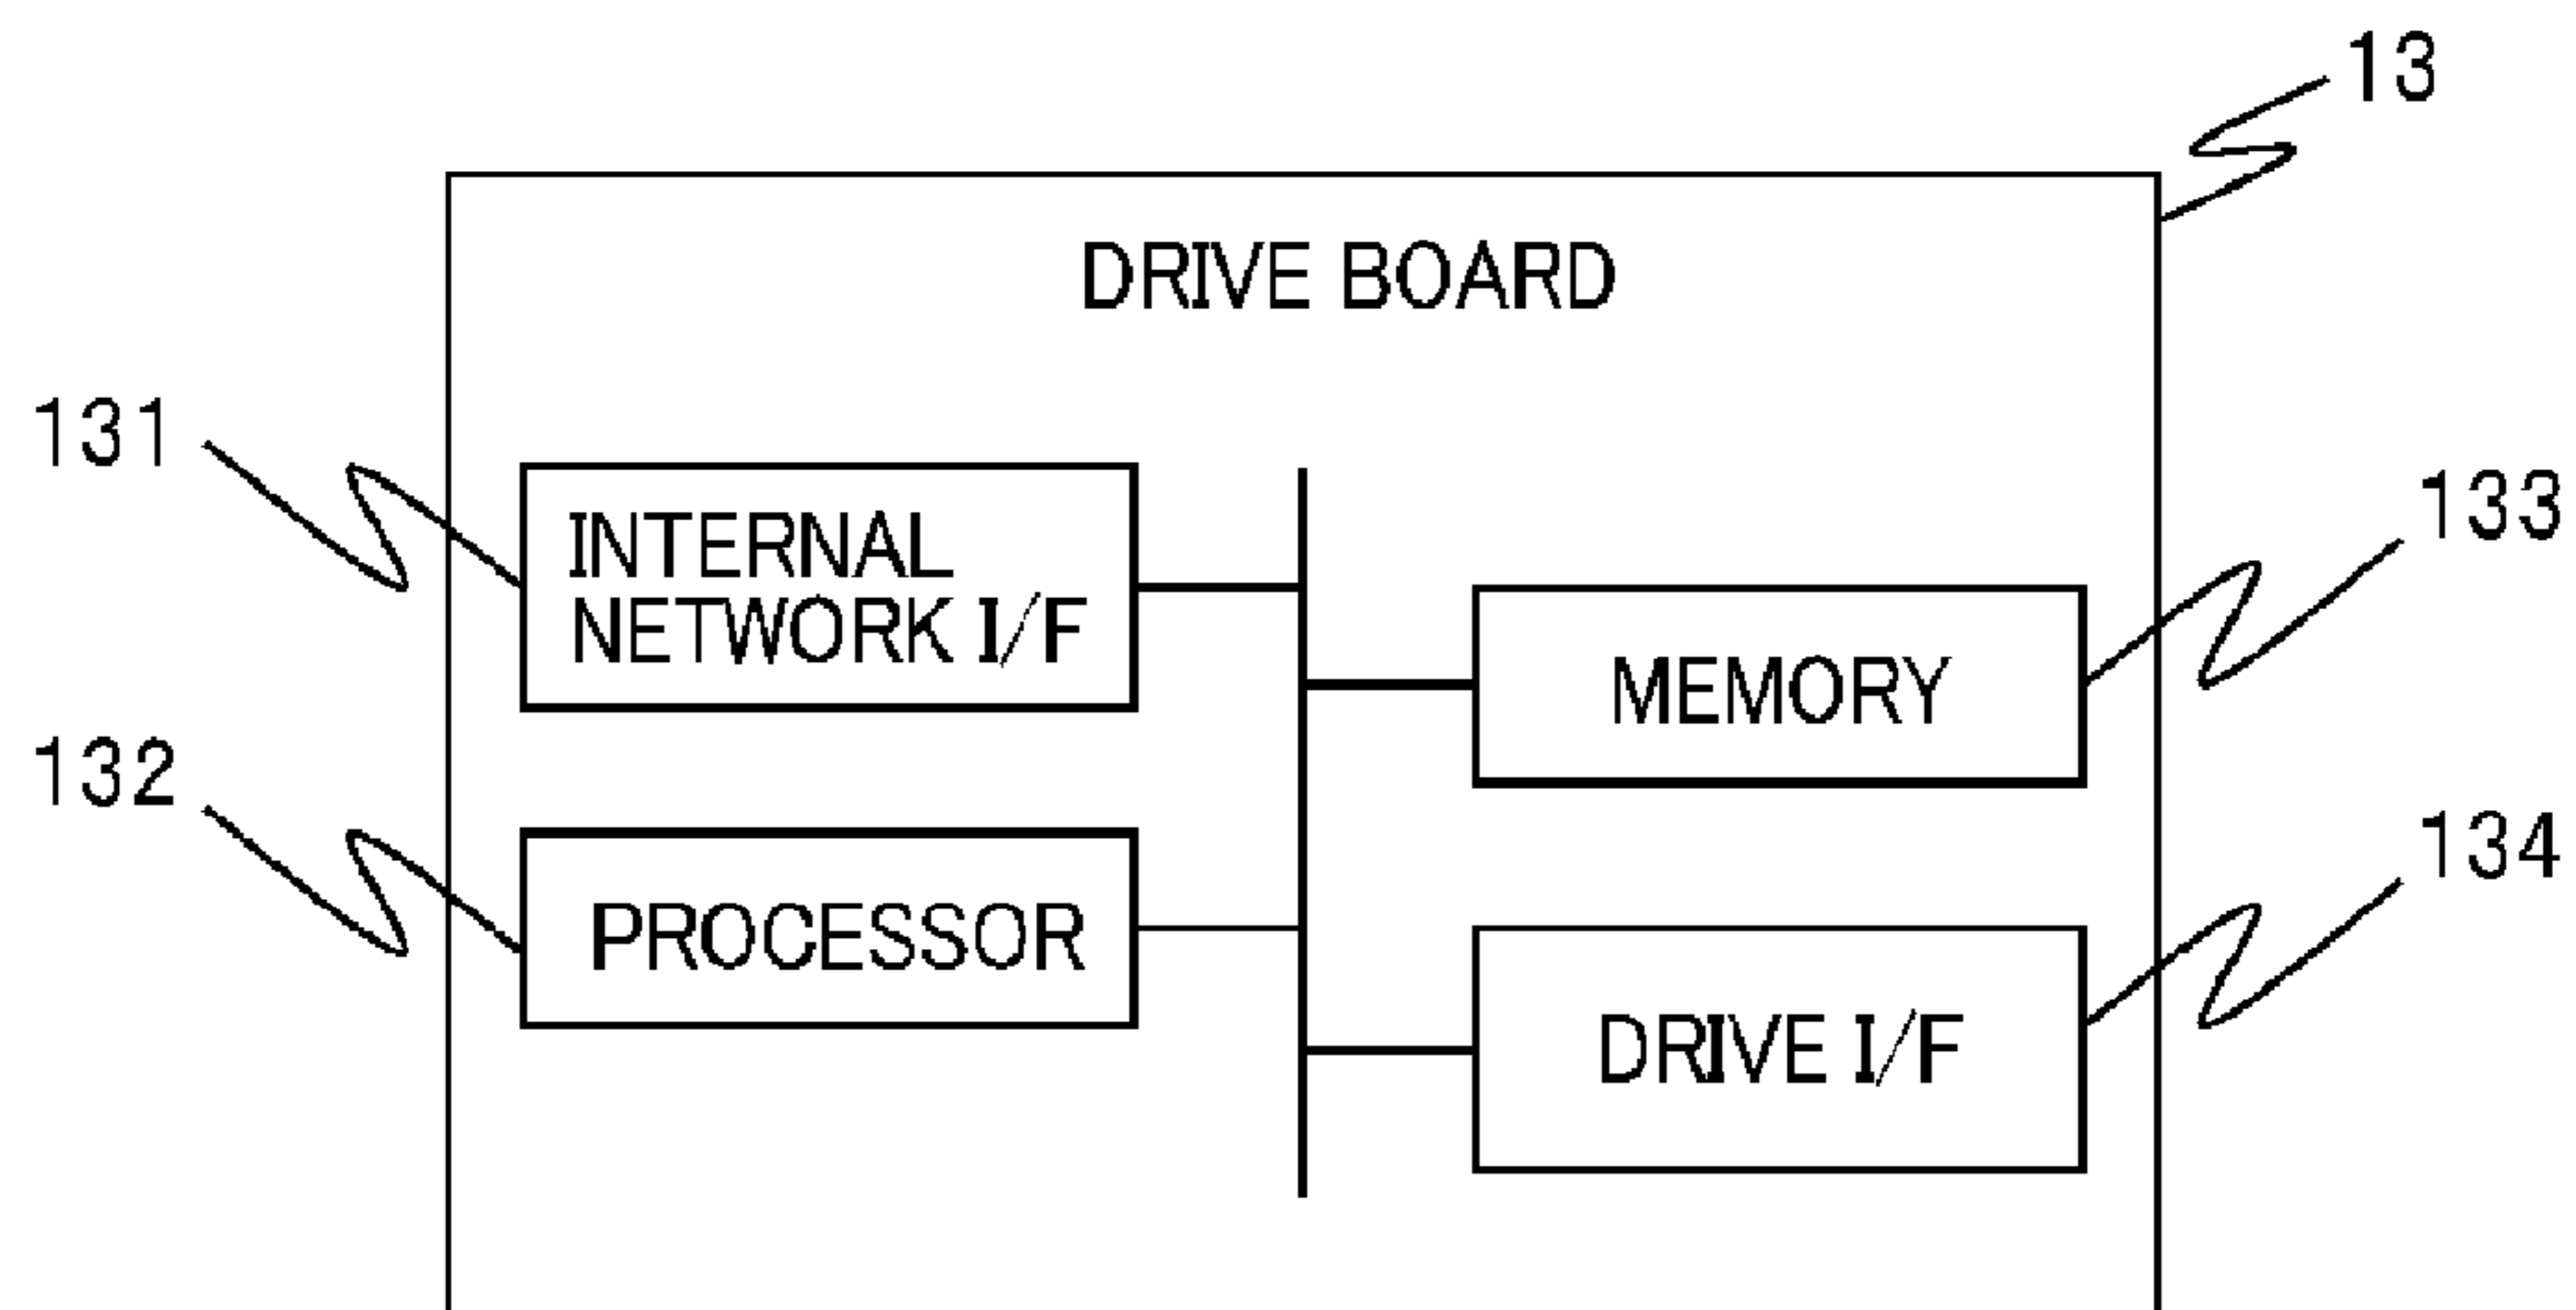 13
DRIVE BOARD
131
INTERNAL
NETWORK I/F
133
MEMORY
132
PROCESSOR
134
DRIVE I/F